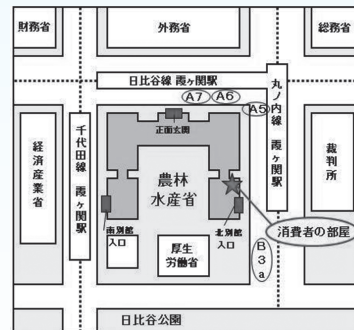 財務省
外務省
総務省
日比谷線 霞ヶ関駅
A7
A6
A5
丸ノ内線 霞ヶ関駅
千代田線 霞ヶ関駅
正面玄関
経済産業省
農林
水産省
裁判所
南別館
入口
北別館
入口
消費者の部屋
厚生
労働省
B3a
日比谷公園